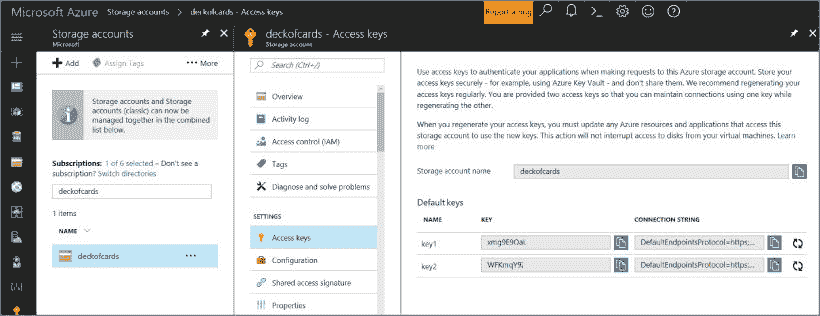 Microsoft Azure Storage accounts > deckofcards - Access keys
Report a bug
Storage accounts
Microsoft
+ Add
Assign Tags
••• More
Storage accounts and Storage
accounts (classic) can now be
managed together in the combined
list below.
Subscriptions: 1 of 6 selected – Don't see a
subscription? Switch directories
deckofcards
1 items
NAME
deckofcards
•••
deckofcards - Access keys
Storage account
Search (Ctrl+/)
Overview
Activity log
Access control (IAM)
Tags
Diagnose and solve problems
SETTINGS
Access keys
Configuration
Shared access signature
Properties
Use access keys to authenticate your applications when making requests to this Azure storage account. Store your
access keys securely - for example, using Azure Key Vault - and don't share them. We recommend regenerating your
access keys regularly. You are provided two access keys so that you can maintain connections using one key while
regenerating the other.
When you regenerate your access keys, you must update any Azure resources and applications that access this
storage account to use the new keys. This action will not interrupt access to disks from your virtual machines. Learn
more
Storage account name
deckofcards
Default keys
NAME KEY CONNECTION STRING
key1 xmg9E9Oai. DefaultEndpointsProtocol=https;...
key2 DefaultEndpointsProtocol=https;...